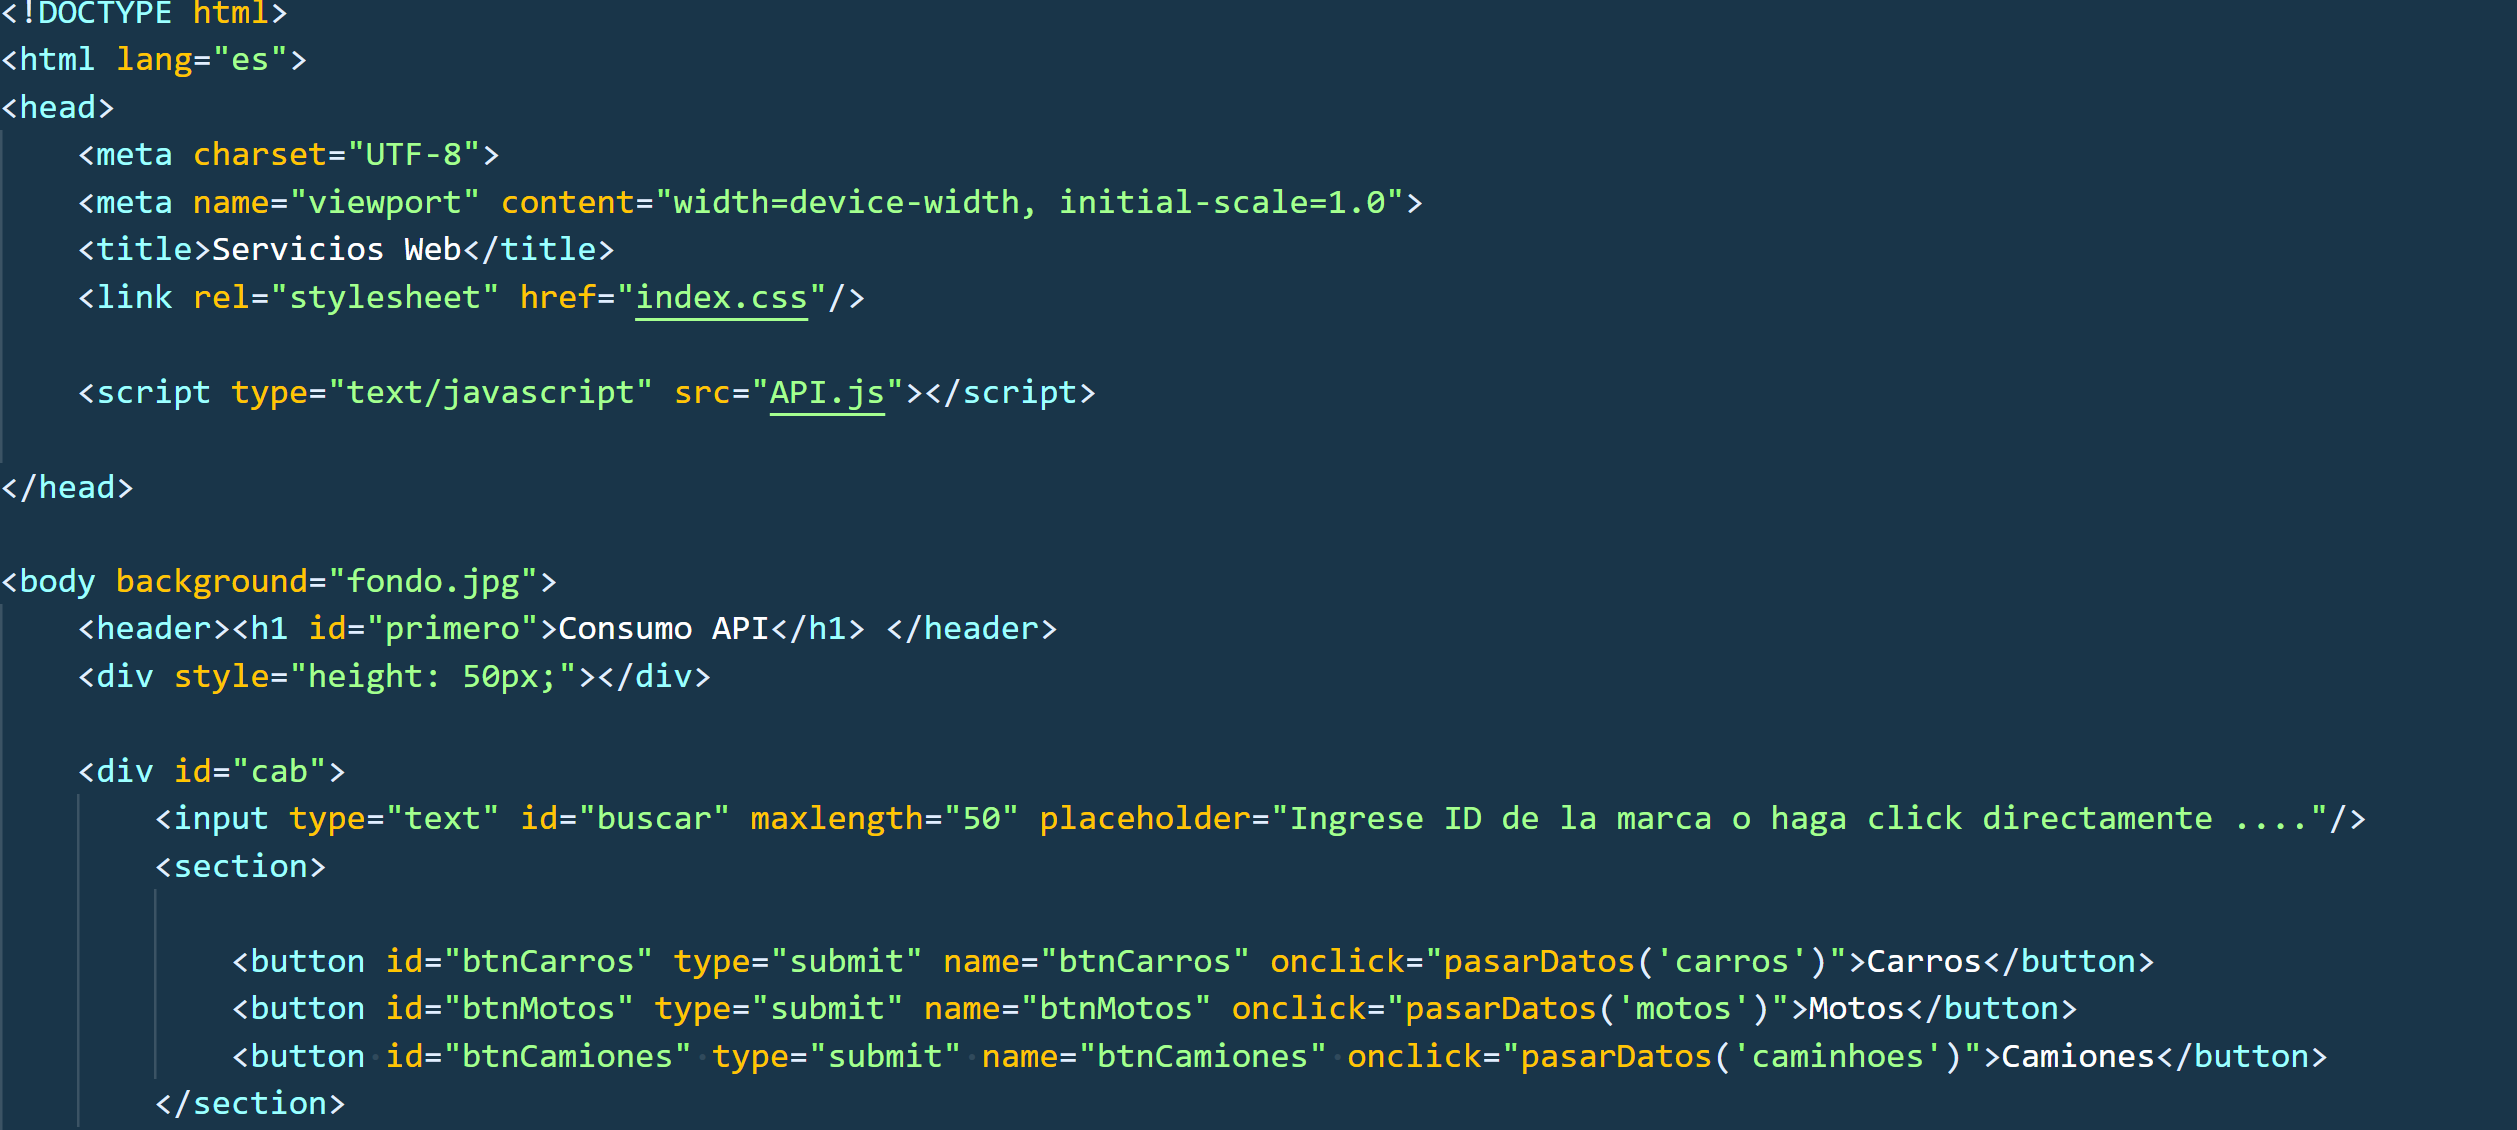 <!DOCTYPE html>
<html lang="es">
<head>
    <meta charset="UTF-8">
    <meta name="viewport" content="width=device-width, initial-scale=1.0">
    <title>Servicios Web</title>
    <link rel="stylesheet" href="index.css"/>
    <script type="text/javascript" src="API.js"></script>
</head>
<body background="fondo.jpg">
    <header><h1 id="primero">Consumo API</h1> </header>
    <div style="height: 50px;"></div>
    <div id="cab">
        <input type="text" id="buscar" maxlength="50" placeholder="Ingrese ID de la marca o haga click directamente ...."/>
        <section>
            <button id="btnCarros" type="submit" name="btnCarros" onclick="pasarDatos('carros')">Carros</button>
            <button id="btnMotos" type="submit" name="btnMotos" onclick="pasarDatos('motos')">Motos</button>
            <button id="btnCamiones" type="submit" name="btnCamiones" onclick="pasarDatos('caminhoes')">Camiones</button>
        </section>